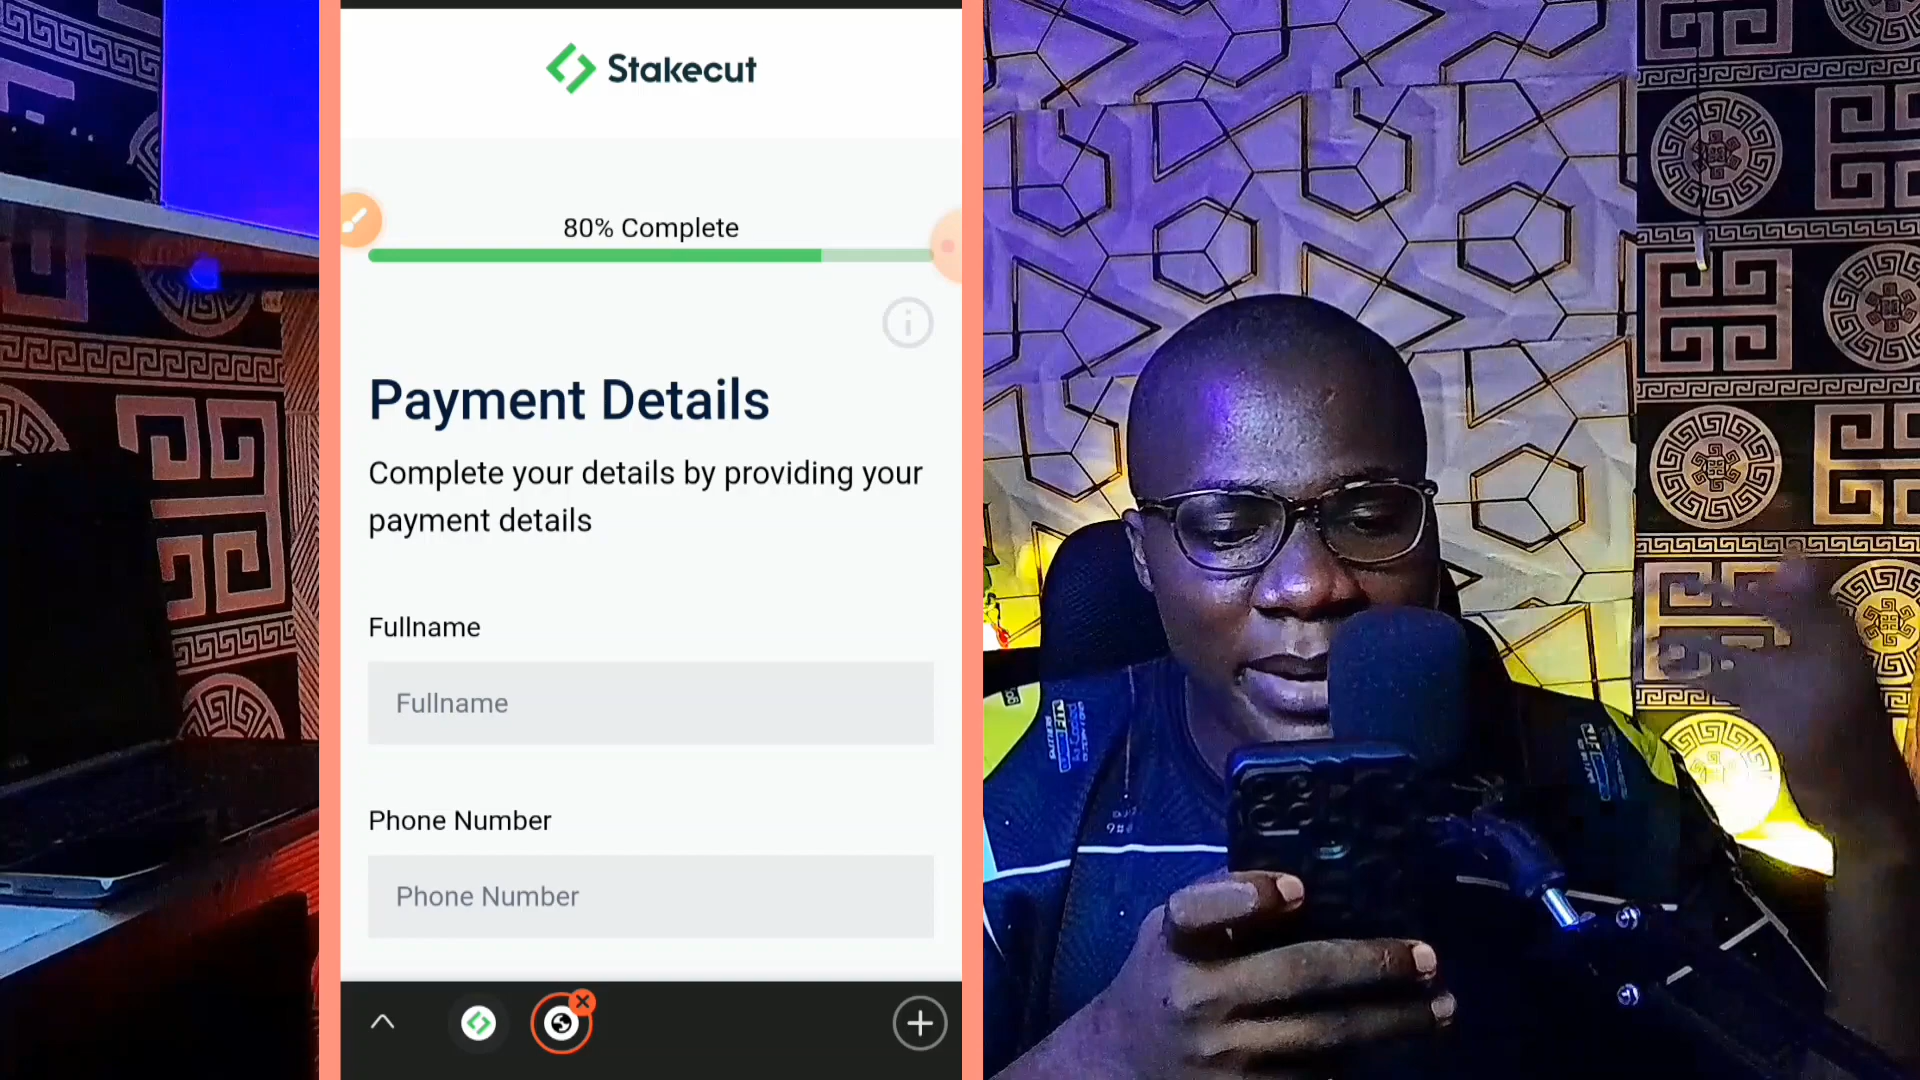 Stakecut
80% Complete
Payment Details
Complete your details by providing your
payment details
Fullname
Fullname
Phone Number
Phone Number